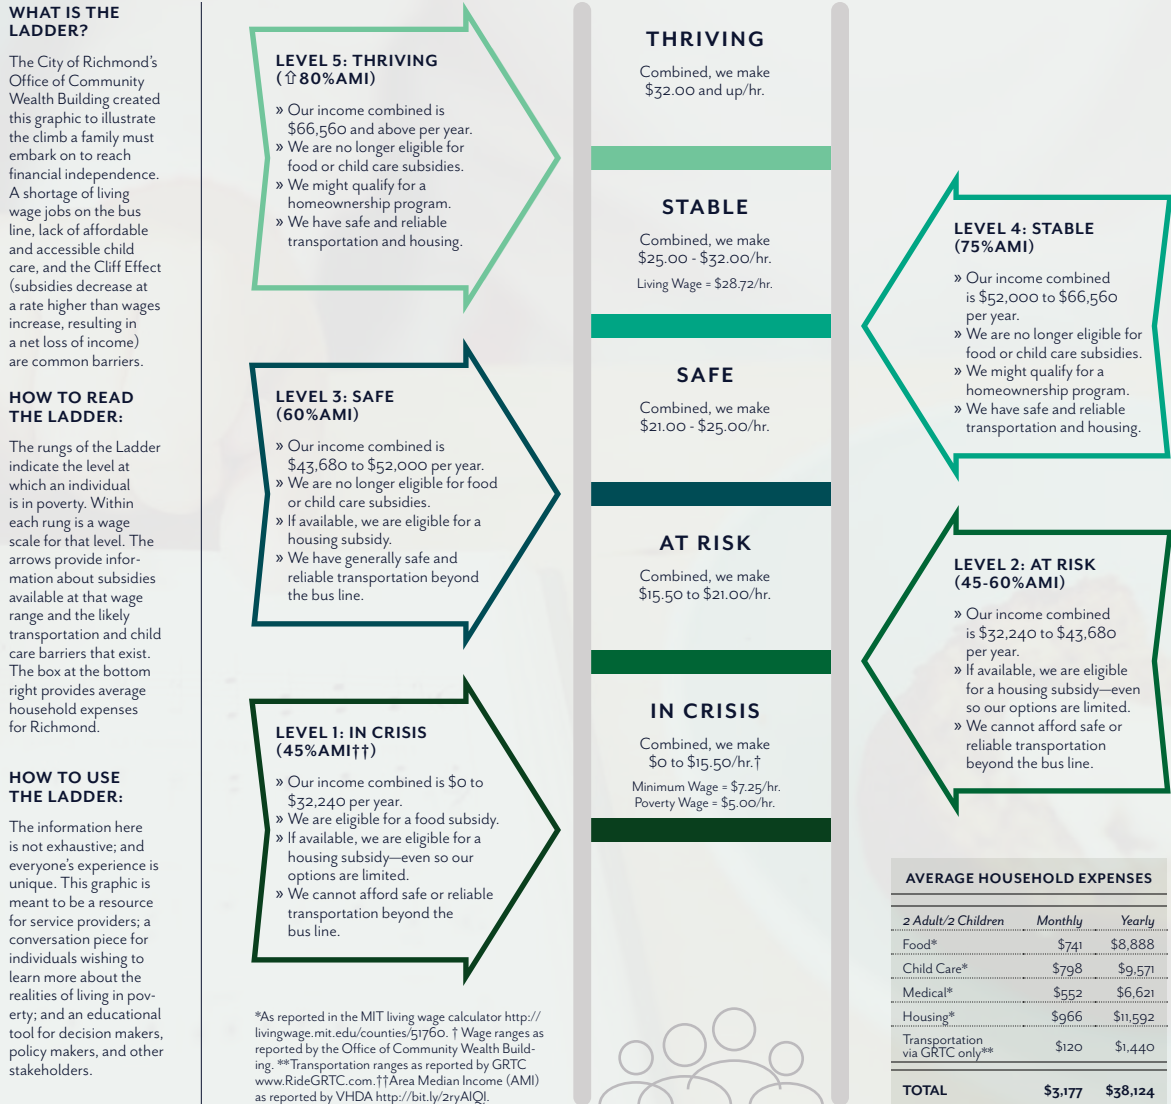 WHAT IS THE
LADDER?
The City of Richmond's
Office of Community
Wealth Building created
this graphic to illustrate
the climb a family must
embark on to reach
financial independence.
A shortage of living
wage jobs on the bus
line, lack of affordable
and accessible child
care, and the Cliff Effect
(subsidies decrease at
a rate higher than wages
increase, resulting in
a net loss of income)
are common barriers.
HOW TO READ
THE LADDER:
The rungs of the Ladder
indicate the level at
which an individual
is in poverty. Within
each rung is a wage
scale for that level. The
arrows provide infor-
mation about subsidies
available at that wage
range and the likely
transportation and child
care barriers that exist.
The box at the bottom
right provides average
household expenses
for Richmond.
HOW TO USE
THE LADDER:
The information here
is not exhaustive; and
everyone's experience is
unique. This graphic is
meant to be a resource
for service providers; a
conversation piece for
individuals wishing to
learn more about the
realities of living in pov-
erty; and an educational
tool for decision makers,
policy makers, and other
stakeholders.
LEVEL 5: THRIVING
(⇧80%AMI)
» Our income combined is
$66,560 and above per year.
» We are no longer eligible for
food or child care subsidies.
» We might qualify for a
homeownership program.
» We have safe and reliable
transportation and housing.
LEVEL 3: SAFE
(60%AMI)
» Our income combined is
$43,680 to $52,000 per year.
» We are no longer eligible for food
or child care subsidies.
» If available, we are eligible for a
housing subsidy.
» We have generally safe and
reliable transportation beyond
the bus line.
LEVEL 1: IN CRISIS
(45%AMI††)
» Our income combined is $0 to
$32,240 per year.
» We are eligible for a food subsidy.
» If available, we are eligible for a
housing subsidy—even so our
options are limited.
» We cannot afford safe or reliable
transportation beyond the
bus line.
*As reported in the MIT living wage calculator http://
livingwage.mit.edu/counties/51760. † Wage ranges as
reported by the Office of Community Wealth Build-
ing. **Transportation ranges as reported by GRTC
www.RideGRTC.com.††Area Median Income (AMI)
as reported by VHDA http://bit.ly/2ryAIQI.
THRIVING
Combined, we make
$32.00 and up/hr.
STABLE
Combined, we make
$25.00 - $32.00/hr.
Living Wage = $28.72/hr.
SAFE
Combined, we make
$21.00 - $25.00/hr.
AT RISK
Combined, we make
$15.50 to $21.00/hr.
IN CRISIS
Combined, we make
$0 to $15.50/hr.†
Minimum Wage = $7.25/hr.
Poverty Wage = $5.00/hr.
LEVEL 4: STABLE
(75%AMI)
» Our income combined
is $52,000 to $66,560
per year.
» We are no longer eligible for
food or child care subsidies.
» We might qualify for a
homeownership program.
» We have safe and reliable
transportation and housing.
LEVEL 2: AT RISK
(45-60%AMI)
» Our income combined
is $32,240 to $43,680
per year.
» If available, we are eligible
for a housing subsidy—even
so our options are limited.
» We cannot afford safe or
reliable transportation
beyond the bus line.
AVERAGE HOUSEHOLD EXPENSES
2 Adult/2 Children Monthly Yearly
Food* $741 $8,888
Child Care* $798 $9,571
Medical* $552 $6,621
Housing* $966 $11,592
Transportation
via GRTC only** $120 $1,440
TOTAL $3,177 $38,124